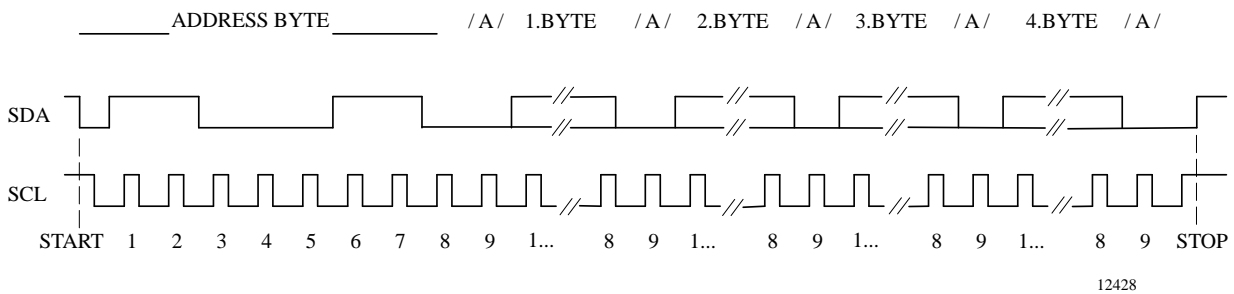 ADDRESS BYTE / A / 1.BYTE / A / 2.BYTE / A / 3.BYTE / A / 4.BYTE / A /
SDA
SCL
START 1 2 3 4 5 6 7 8 9 1... 8 9 1... 8 9 1... 8 9 1... 8 9 STOP
12428